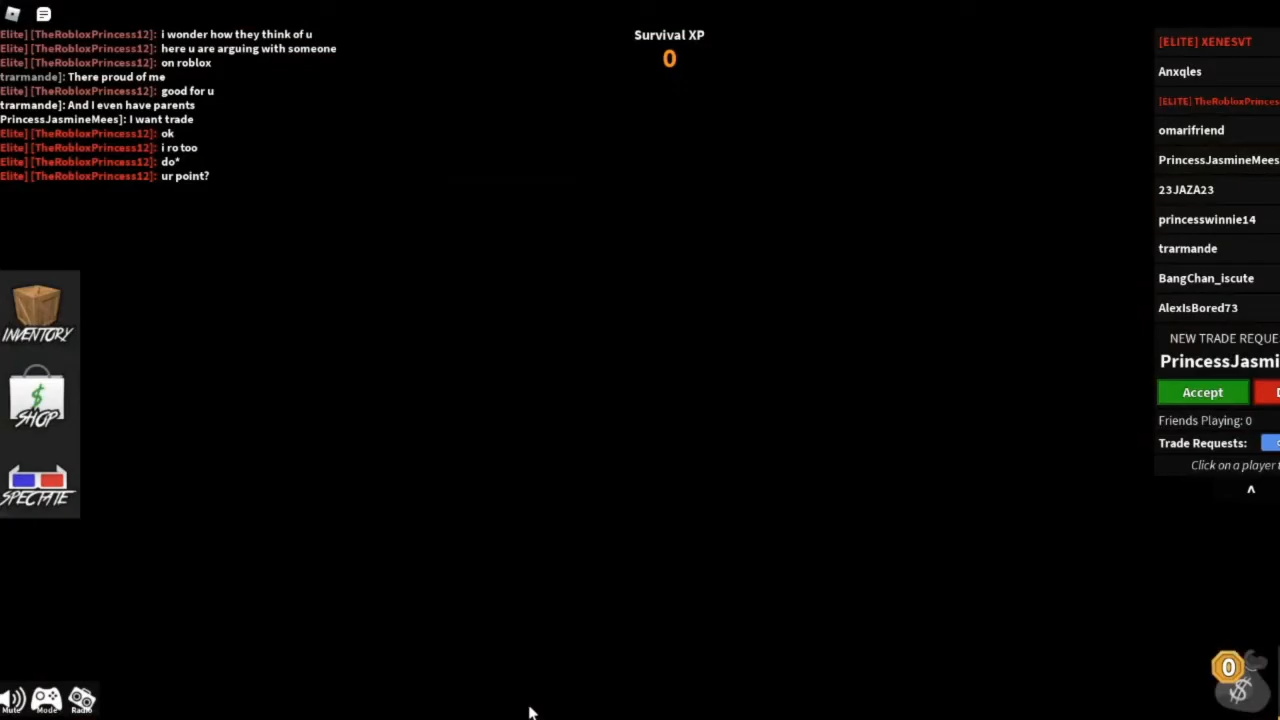 Elite] [TheRobloxPrincess12]: i wonder how they think of u
Elite] [TheRobloxPrincess12]: here u are arguing with someone
Elite] [TheRobloxPrincess12]: on roblox
trarmande]: There proud of me
Elite] [TheRobloxPrincess12]: good for u
trarmande]: And I even have parents
PrincessJasmineMees]: I want trade
Elite] [TheRobloxPrincess12]: ok
Elite] [TheRobloxPrincess12]: i ro too
Elite] [TheRobloxPrincess12]: do*
Elite] [TheRobloxPrincess12]: ur point?
Survival XP
0
[ELITE] XENESVT
Anxqles
[ELITE] TheRobloxPrincess
omarifriend
PrincessJasmineMees
23JAZA23
princesswinnie14
trarmande
BangChan_iscute
AlexIsBored73
NEW TRADE REQUE
PrincessJasmi
Accept
Friends Playing: 0
Trade Requests:
Click on a player
^
INVENTORY
$
SHOP
SPECTATE
Mute
Mode
Radio
0
$